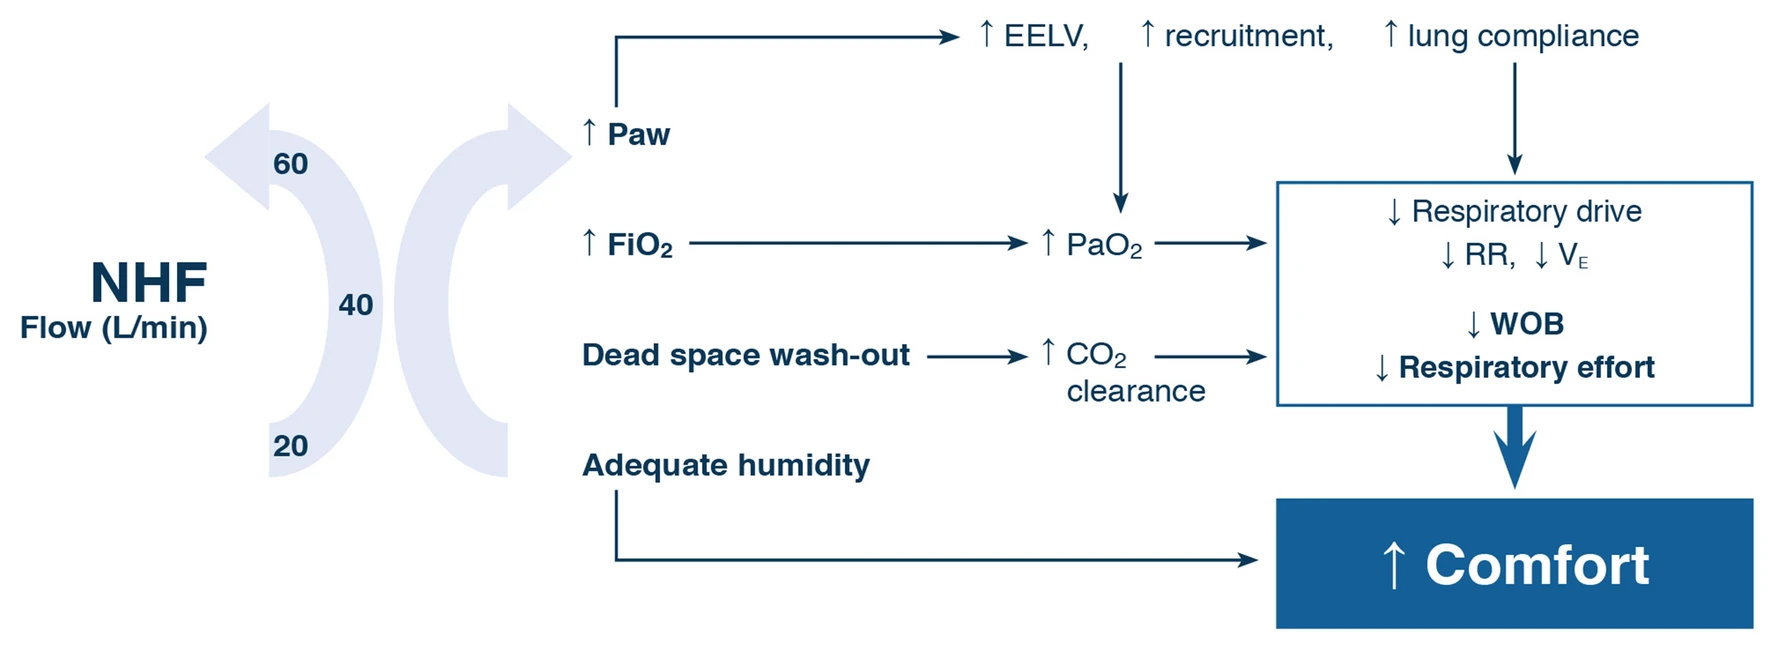 ↑ EELV, ↑ recruitment, ↑ lung compliance
↑ Paw
60
↑ FiO₂
↑ PaO₂
↓ Respiratory drive
↓ RR, ↓ VE
NHF
Flow (L/min)
40
↓ WOB
Dead space wash-out
↑ CO₂
clearance
↓ Respiratory effort
20
Adequate humidity
↑ Comfort